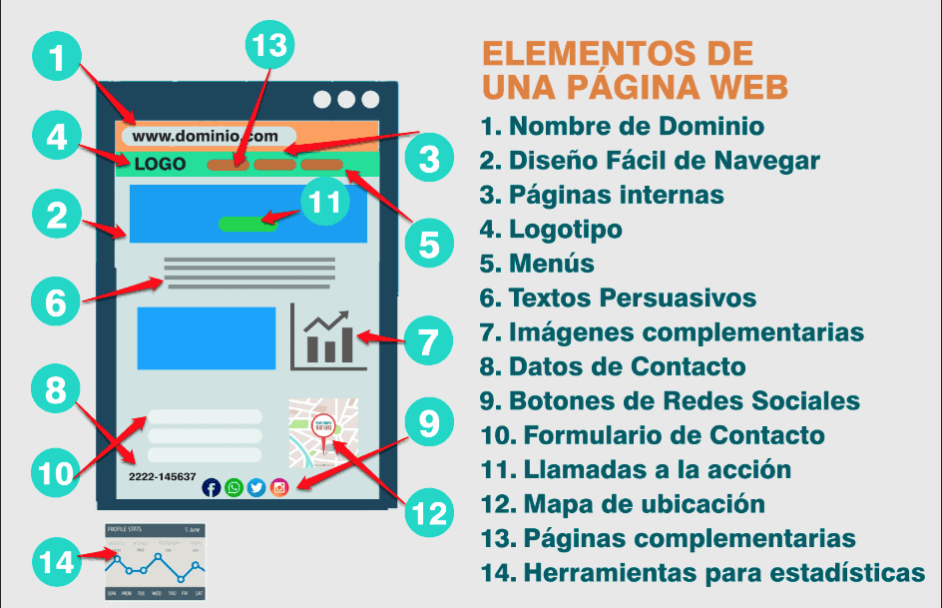 ELEMENTOS DE
UNA PÁGINA WEB
1. Nombre de Dominio
2. Diseño Fácil de Navegar
3. Páginas internas
4. Logotipo
5. Menús
6. Textos Persuasivos
7. Imágenes complementarias
8. Datos de Contacto
9. Botones de Redes Sociales
10. Formulario de Contacto
11. Llamadas a la acción
12. Mapa de ubicación
13. Páginas complementarias
14. Herramientas para estadísticas
1
13
www.dominio.com
4
LOGO
3
2
11
5
6
7
8
9
10
2222-145637
12
14
PROFILE STATS
5 June
SUN MON TUE WED THU FRI SAT